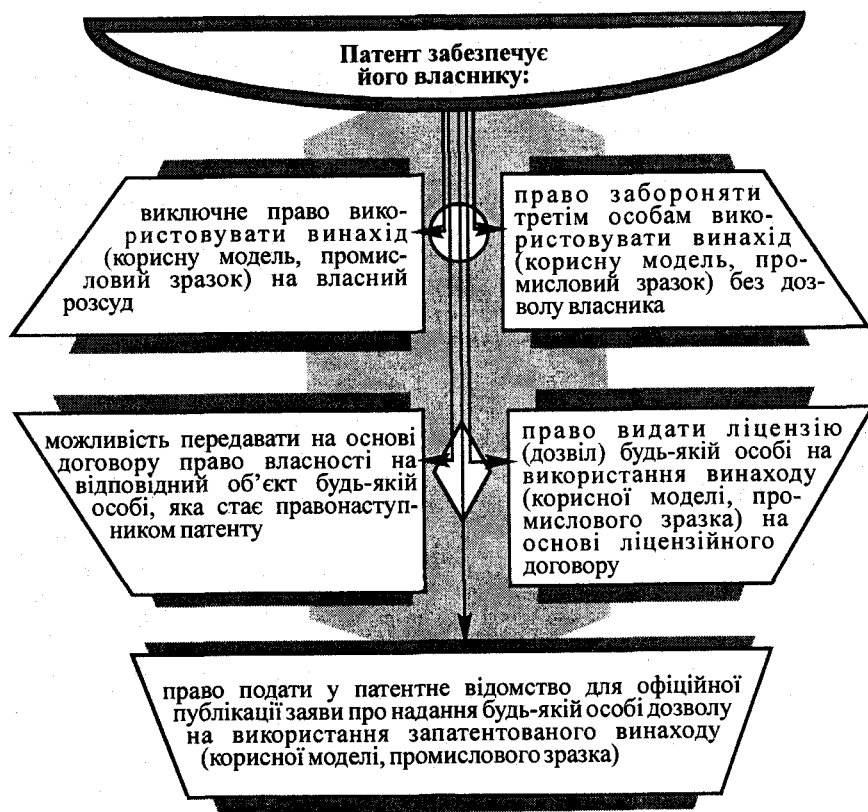 Патент забезпечує
його власнику:
виключне право вико-
ристовувати винахід
(корисну модель, промис-
ловий зразок) на власний
розсуд
право забороняти
третім особам вико-
ристовувати винахід
(корисну модель, про-
мисловий зразок) без доз-
волу власника
можливість передавати на основі
договору право власності на
відповідний об’єкт будь-якій
особі, яка стає правонаступ-
ником патенту
право видати ліцензію
(дозвіл) будь-якій особі на
використання винаходу
(корисної моделі, про-
мислового зразка) на
основі ліцензійного
договору
право подати у патентне відомство для офіційної
публікації заяви про надання будь-якій особі дозволу
на використання запатентованого винаходу
(корисної моделі, промислового зразка)